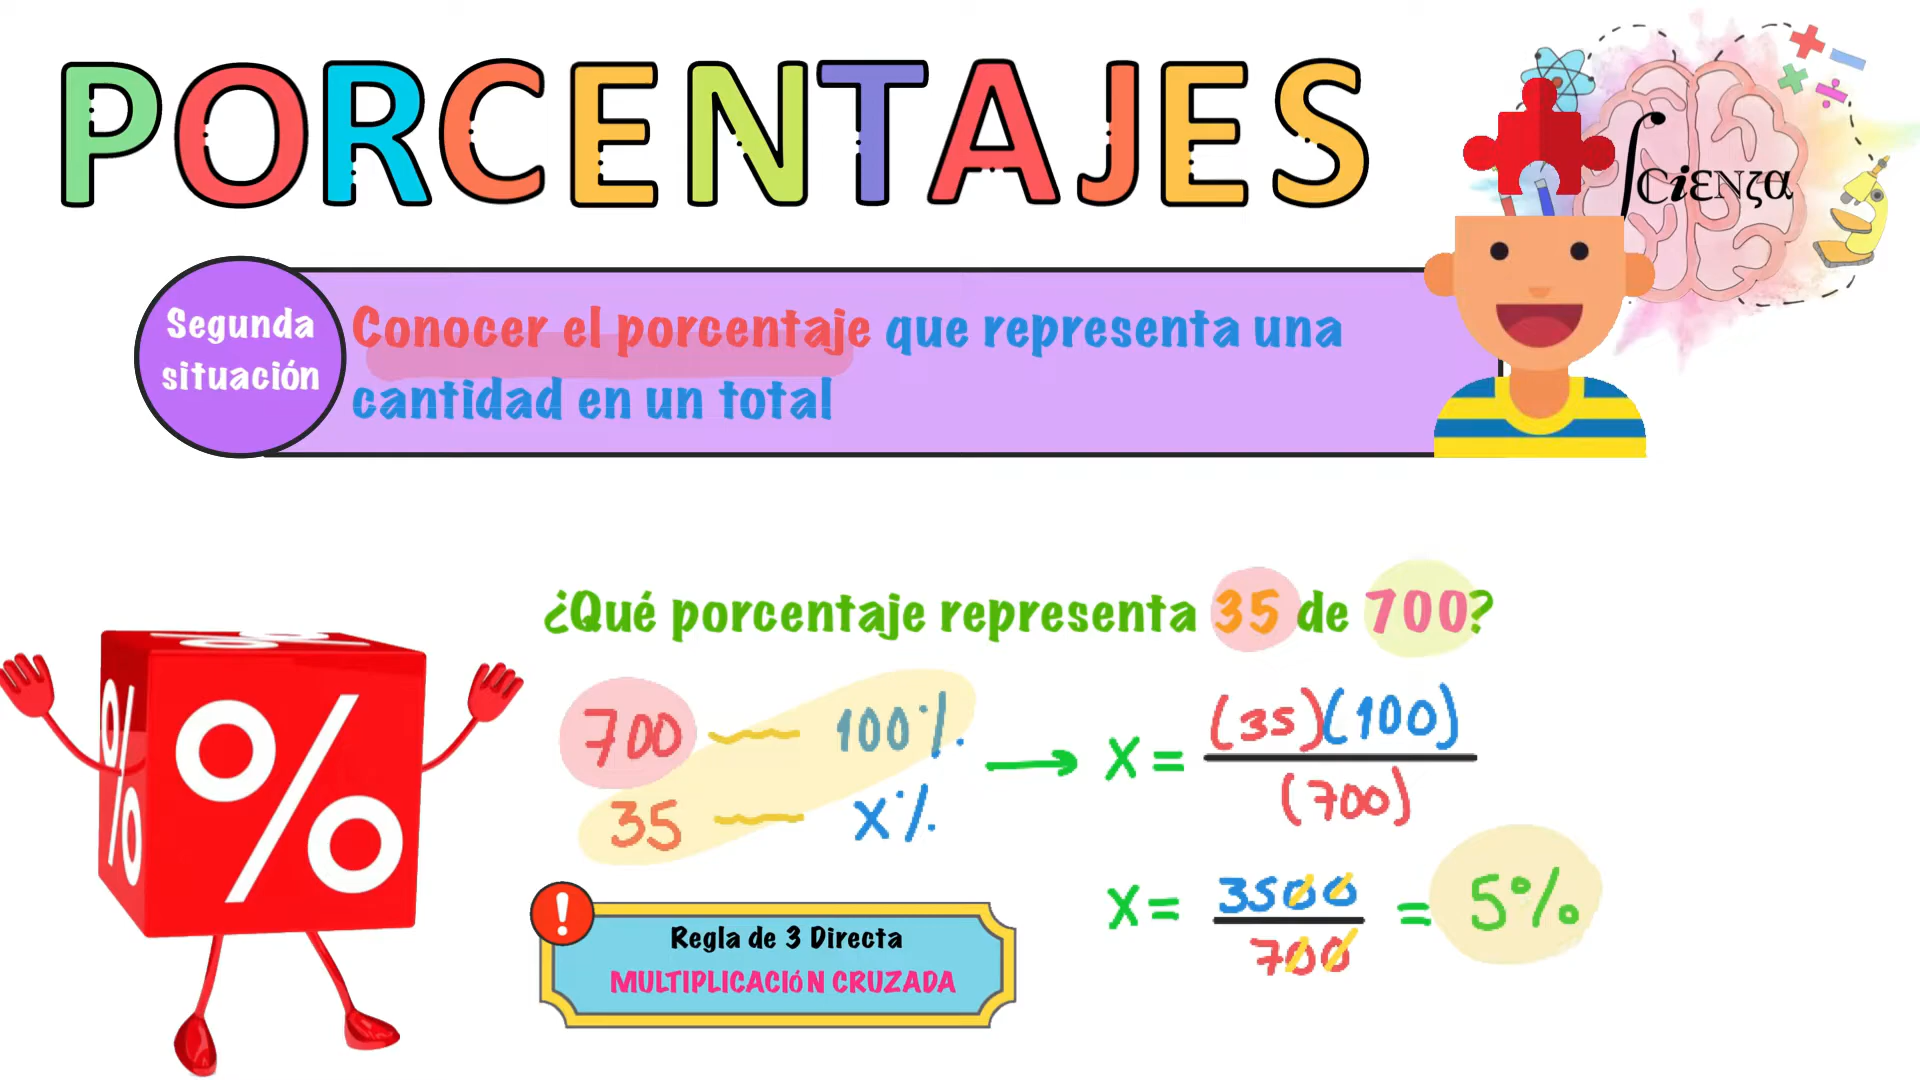 PORCENTAJES
ʃCiENζα
Segunda
situación
Conocer el porcentaje que representa una
cantidad en un total
¿Qué porcentaje representa 35 de 700?
700 100%
35 X%
X = (35)(100)
(700)
X = 3500 = 5%
700
!
Regla de 3 Directa
MULTIPLICACIÓN CRUZADA
%
%
%